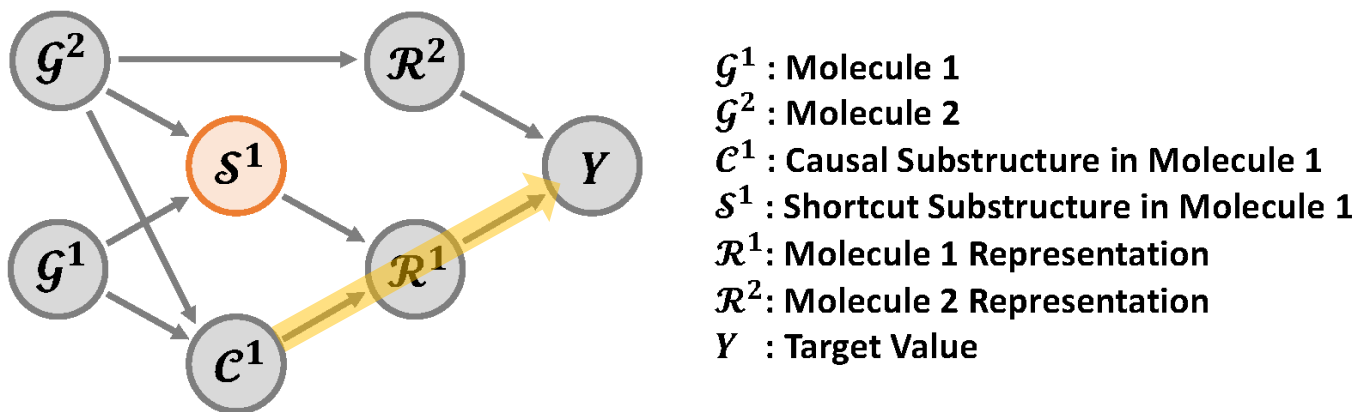 𝒢²
ℛ²
𝒮¹
Y
𝒢¹
ℛ¹
𝒞¹
𝒢¹ : Molecule 1
𝒢² : Molecule 2
𝒞¹ : Causal Substructure in Molecule 1
𝒮¹ : Shortcut Substructure in Molecule 1
ℛ¹: Molecule 1 Representation
ℛ²: Molecule 2 Representation
Y : Target Value